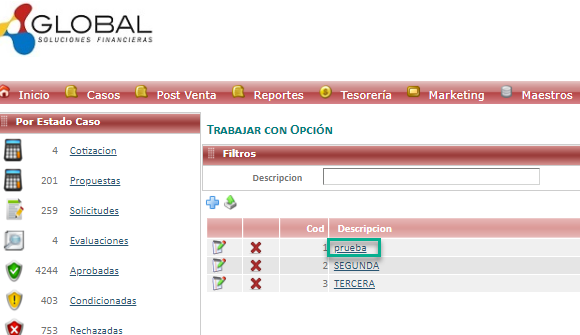 GLOBAL
SOLUCIONES FINANCIERAS
Inicio Casos Post Venta Reportes Tesorería Marketing Maestros
Por Estado Caso
4 Cotizacion
201 Propuestas
259 Solicitudes
4 Evaluaciones
4244 Aprobadas
403 Condicionadas
753 Rechazadas
TRABAJAR CON OPCIÓN
Filtros
Descripcion
Cod Descripcion
1 prueba
2 SEGUNDA
3 TERCERA